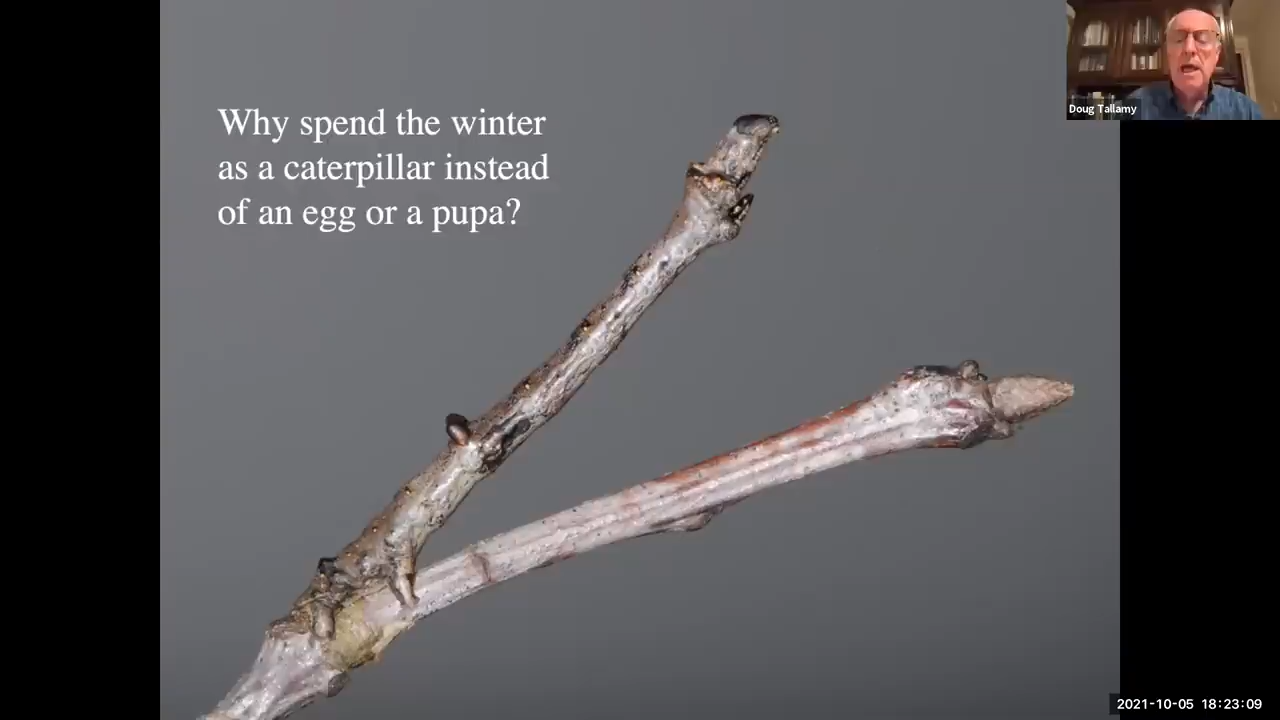 Why spend the winter
as a caterpillar instead
of an egg or a pupa?
Doug Tallamy
2021-10-05 18:23:09